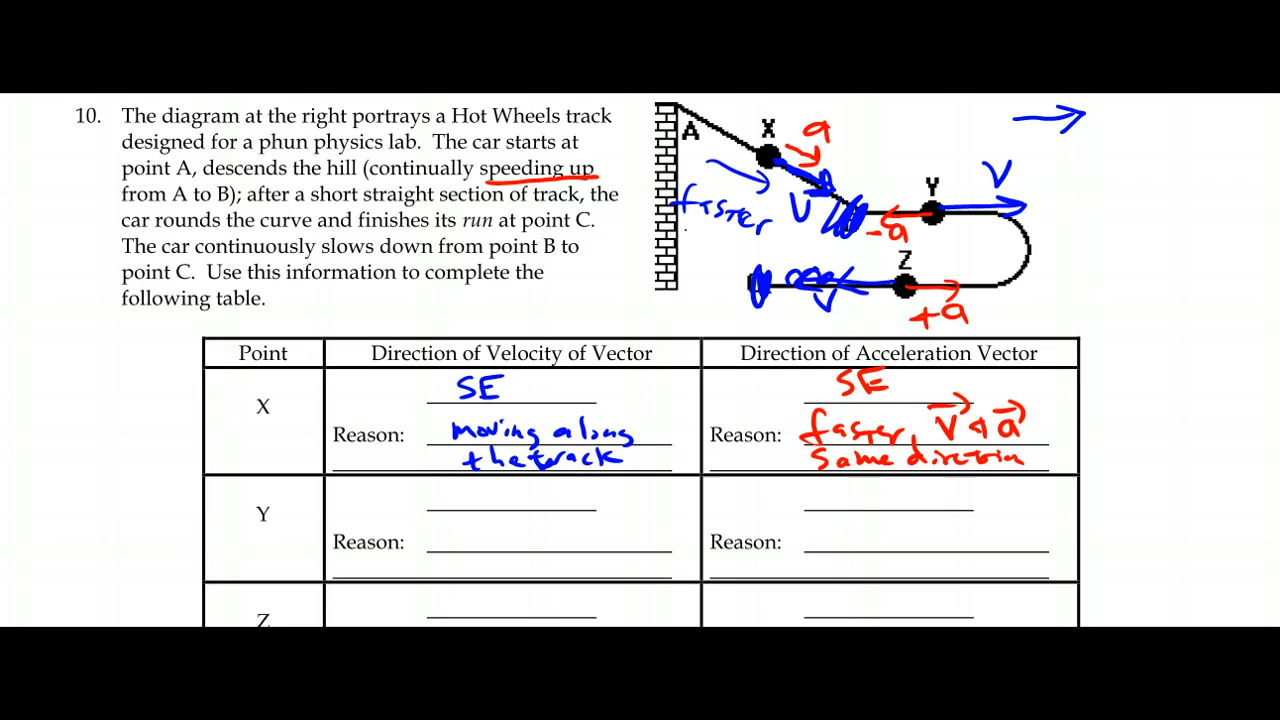 10. The diagram at the right portrays a Hot Wheels track
designed for a phun physics lab. The car starts at
point A, descends the hill (continually speeding up
from A to B); after a short straight section of track, the
car rounds the curve and finishes its run at point C.
The car continuously slows down from point B to
point C. Use this information to complete the
following table.
A
X
a
faster
V
Y
V
-a
Z
V
+a
Point Direction of Velocity of Vector Direction of Acceleration Vector
X
SE
Reason: moving along
the track
SE
Reason: faster, V & a
same direction
Y
Reason:
Reason:
Z